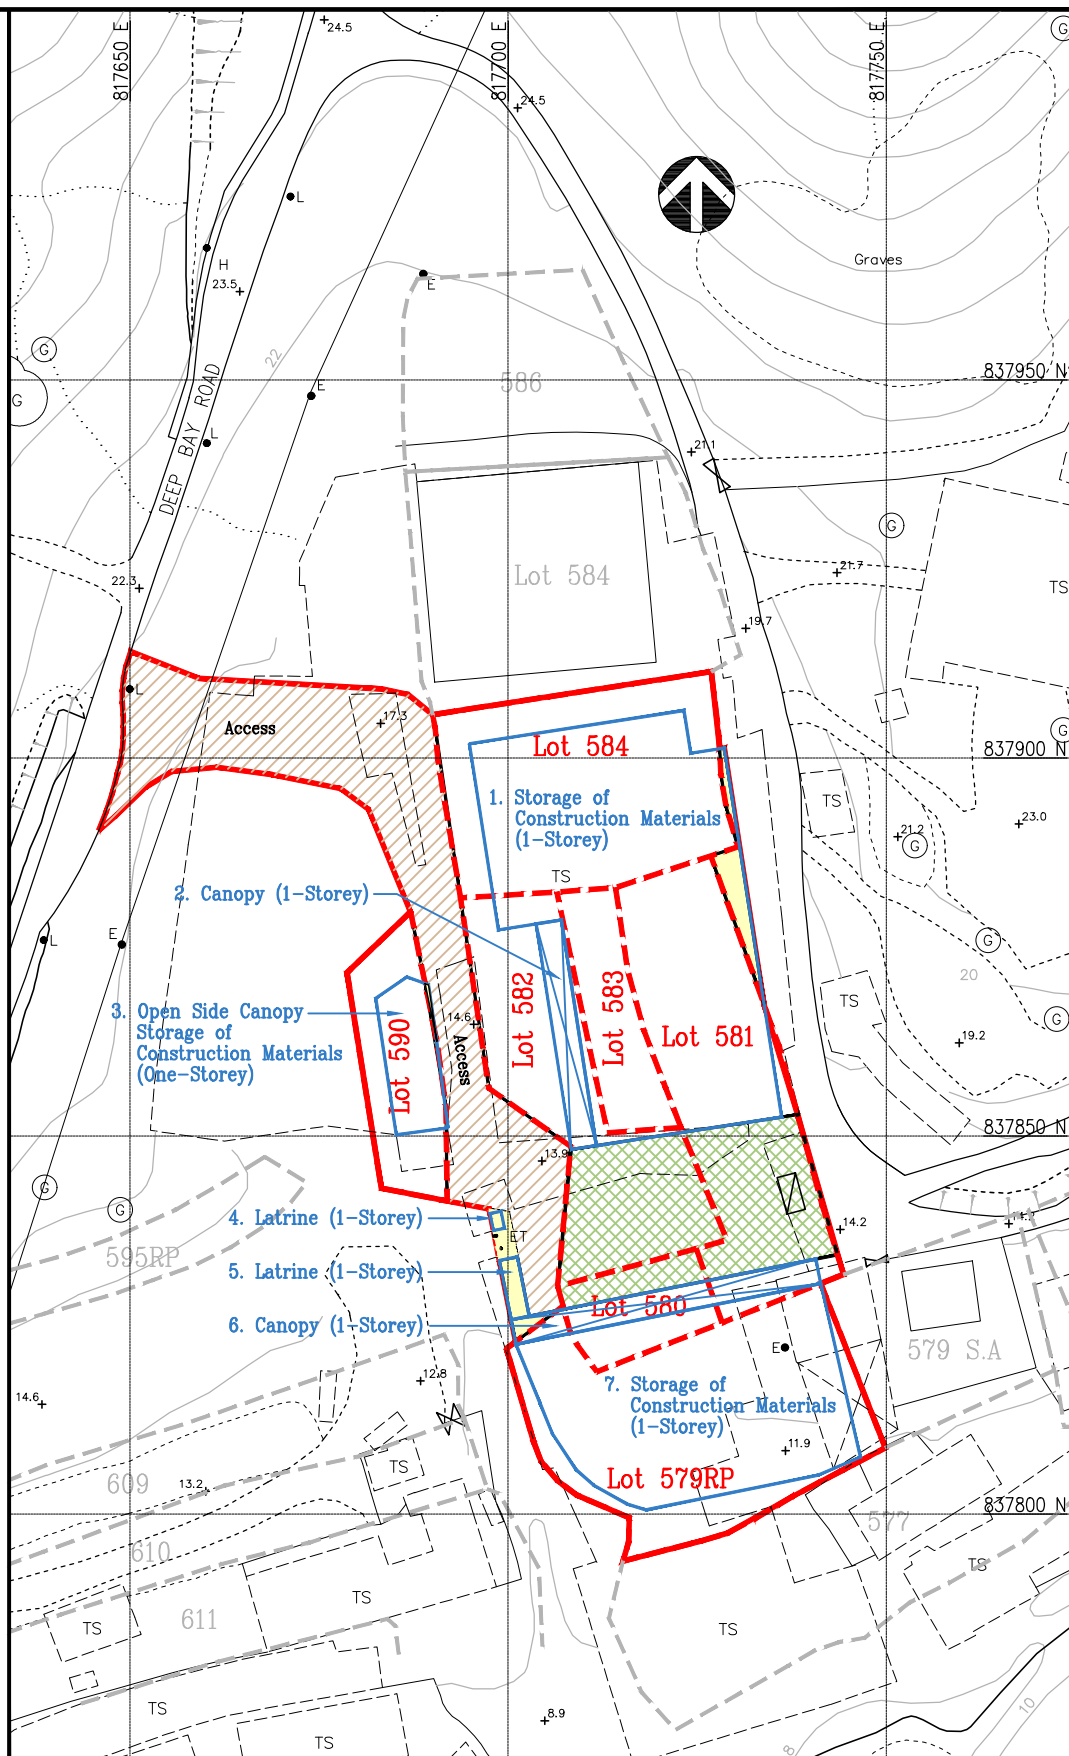 817650 E
817700 E
817750 E
24.5
24.5
G
L
H
23.5
E
Graves
G
22
E
586
837950 N
G
L
DEEP BAY ROAD
21.1
G
22.3
Lot 584
21.7
TS
19.7
L
17.3
Access
Lot 584
G
837900 N
1. Storage of
Construction Materials
(1-Storey)
TS
23.0
21.2
G
TS
2. Canopy (1-Storey)
E
L
G
20
Lot 582
Lot 583
TS
3. Open Side Canopy
Storage of
Construction Materials
(One-Storey)
Lot 590
14.6
Access
Lot 581
G
19.2
837850 N
13.9
G
G
4. Latrine (1-Storey)
ET
14.2
14.7
595RP
5. Latrine (1-Storey)
Lot 580
6. Canopy (1-Storey)
E
579 S.A
12.8
14.6
7. Storage of
Construction Materials
(1-Storey)
11.9
TS
Lot 579RP
609
13.2
837800 N
577
610
TS
TS
611
TS
TS
TS
8.9
10
TS
8